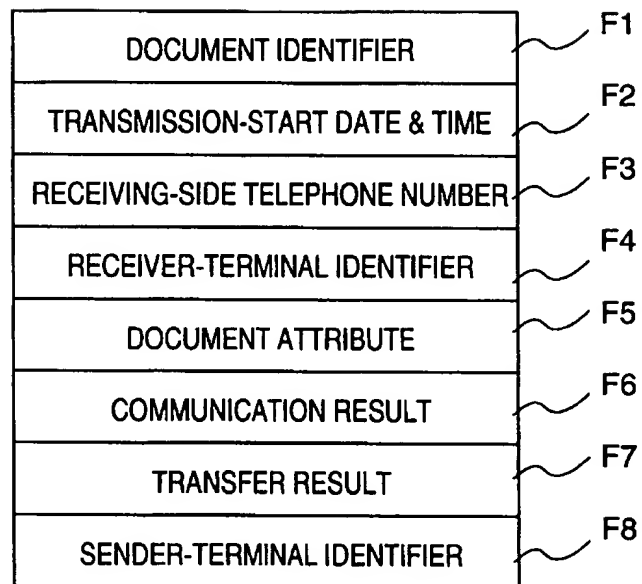 DOCUMENT IDENTIFIER F1
TRANSMISSION-START DATE & TIME F2
RECEIVING-SIDE TELEPHONE NUMBER F3
RECEIVER-TERMINAL IDENTIFIER F4
DOCUMENT ATTRIBUTE F5
COMMUNICATION RESULT F6
TRANSFER RESULT F7
SENDER-TERMINAL IDENTIFIER F8